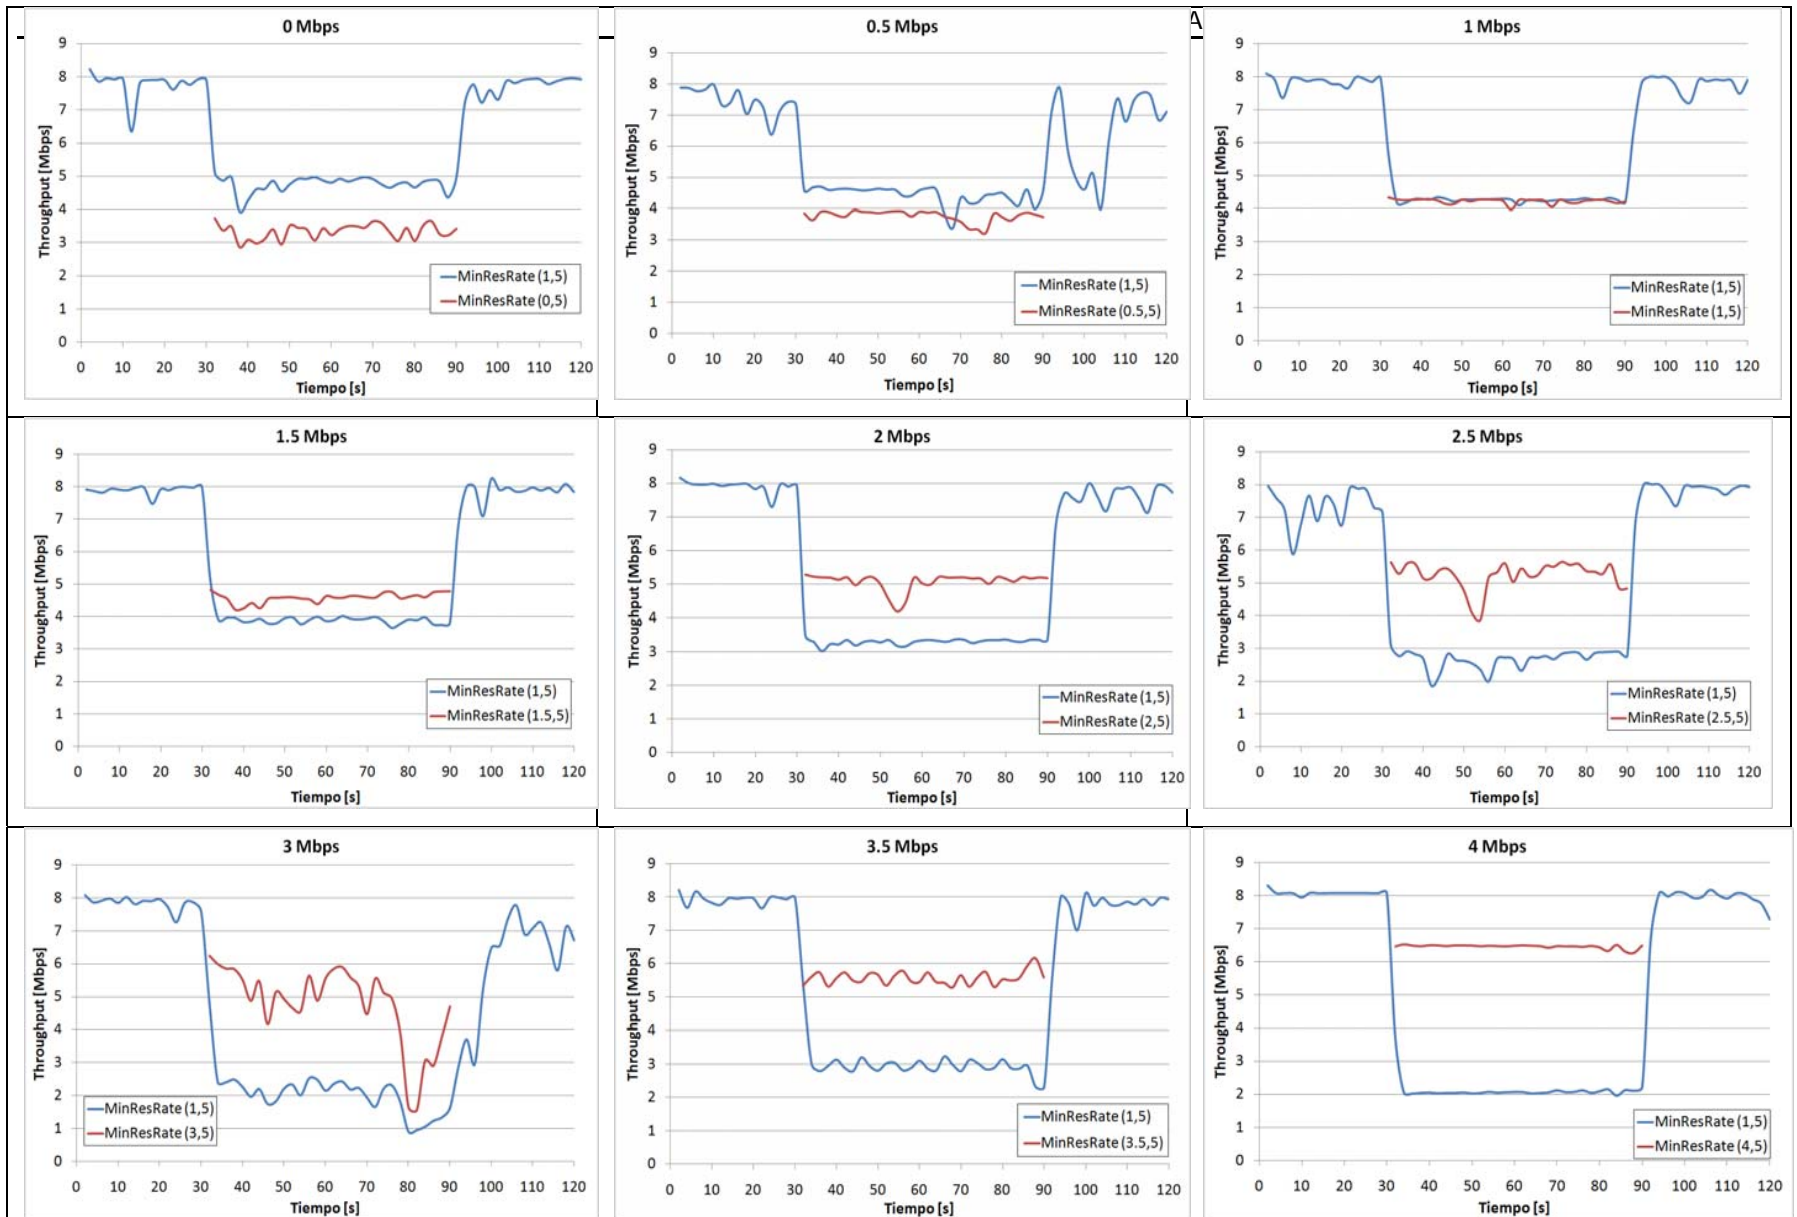 A
0 Mbps
9
8
7
6
5
4
3
2
1
0
Throughput [Mbps]
MinResRate (1,5)
MinResRate (0,5)
0 10 20 30 40 50 60 70 80 90 100 110 120
Tiempo [s]
0.5 Mbps
9
8
7
6
5
4
3
2
1
0
Throughput [Mbps]
MinResRate (1,5)
MinResRate (0.5,5)
0 10 20 30 40 50 60 70 80 90 100 110 120
Tiempo [s]
1 Mbps
9
8
7
6
5
4
3
2
1
0
Thorugput [Mbps]
MinResRate (1,5)
MinResRate (1,5)
0 10 20 30 40 50 60 70 80 90 100 110 120
Tiempo [s]
1.5 Mbps
9
8
7
6
5
4
3
2
1
0
Throughput [Mbps]
MinResRate (1,5)
MinResRate (1.5,5)
0 10 20 30 40 50 60 70 80 90 100 110 120
Tiempo [s]
2 Mbps
9
8
7
6
5
4
3
2
1
0
Throughput [Mbps]
MinResRate (1,5)
MinResRate (2,5)
0 10 20 30 40 50 60 70 80 90 100 110 120
Tiempo [s]
2.5 Mbps
9
8
7
6
5
4
3
2
1
0
Throughput [Mbps]
MinResRate (1,5)
MinResRate (2.5,5)
0 10 20 30 40 50 60 70 80 90 100 110 120
Tiempo [s]
3 Mbps
9
8
7
6
5
4
3
2
1
0
Throughput [Mbps]
MinResRate (1,5)
MinResRate (3,5)
0 10 20 30 40 50 60 70 80 90 100 110 120
Tiempo [s]
3.5 Mbps
9
8
7
6
5
4
3
2
1
0
Throughput [Mbps]
MinResRate (1,5)
MinResRate (3.5,5)
0 10 20 30 40 50 60 70 80 90 100 110 120
Tiempo [s]
4 Mbps
9
8
7
6
5
4
3
2
1
0
Throughput [Mbps]
MinResRate (1,5)
MinResRate (4,5)
0 10 20 30 40 50 60 70 80 90 100 110 120
Tiempo [s]